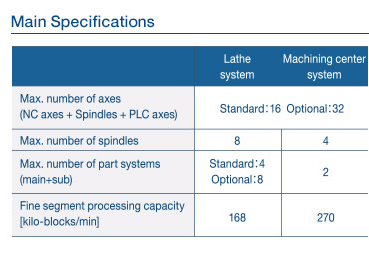 Main Specifications
Lathe system
Machining center system
Max. number of axes
(NC axes + Spindles + PLC axes)
Standard:16 Optional:32
Max. number of spindles
8
4
Max. number of part systems
(main+sub)
Standard:4
Optional:8
2
Fine segment processing capacity
[kilo-blocks/min]
168
270